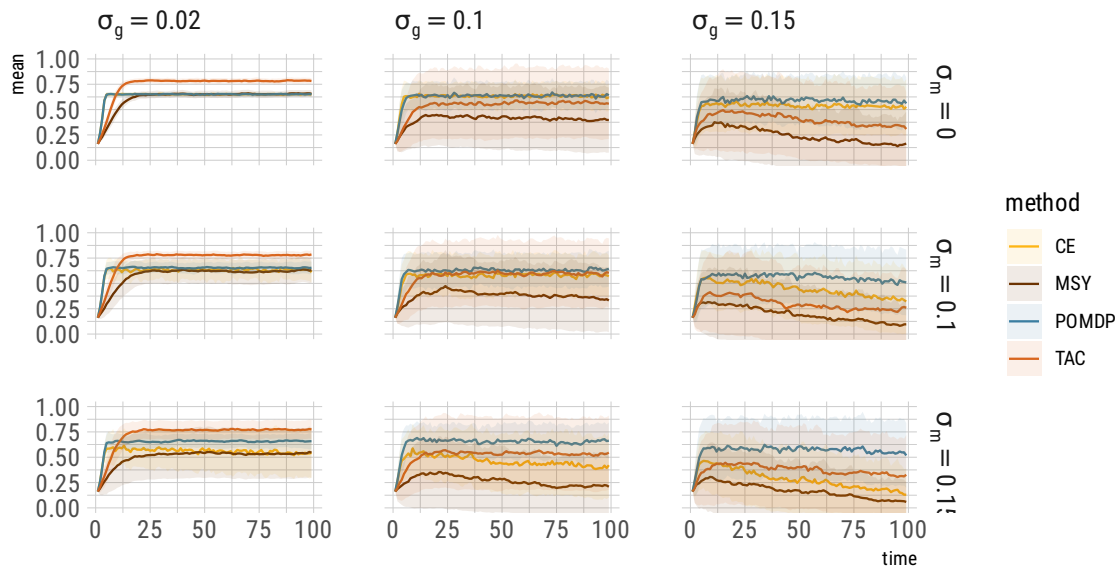 σg = 0.02
σg = 0.1
σg = 0.15
mean
1.00
0.75
0.50
0.25
0.00
σm = 0
1.00
0.75
0.50
0.25
0.00
σm = 0.1
1.00
0.75
0.50
0.25
0.00
σm = 0.15
0 25 50 75 100
0 25 50 75 100
0 25 50 75 100
time
method
CE
MSY
POMDP
TAC